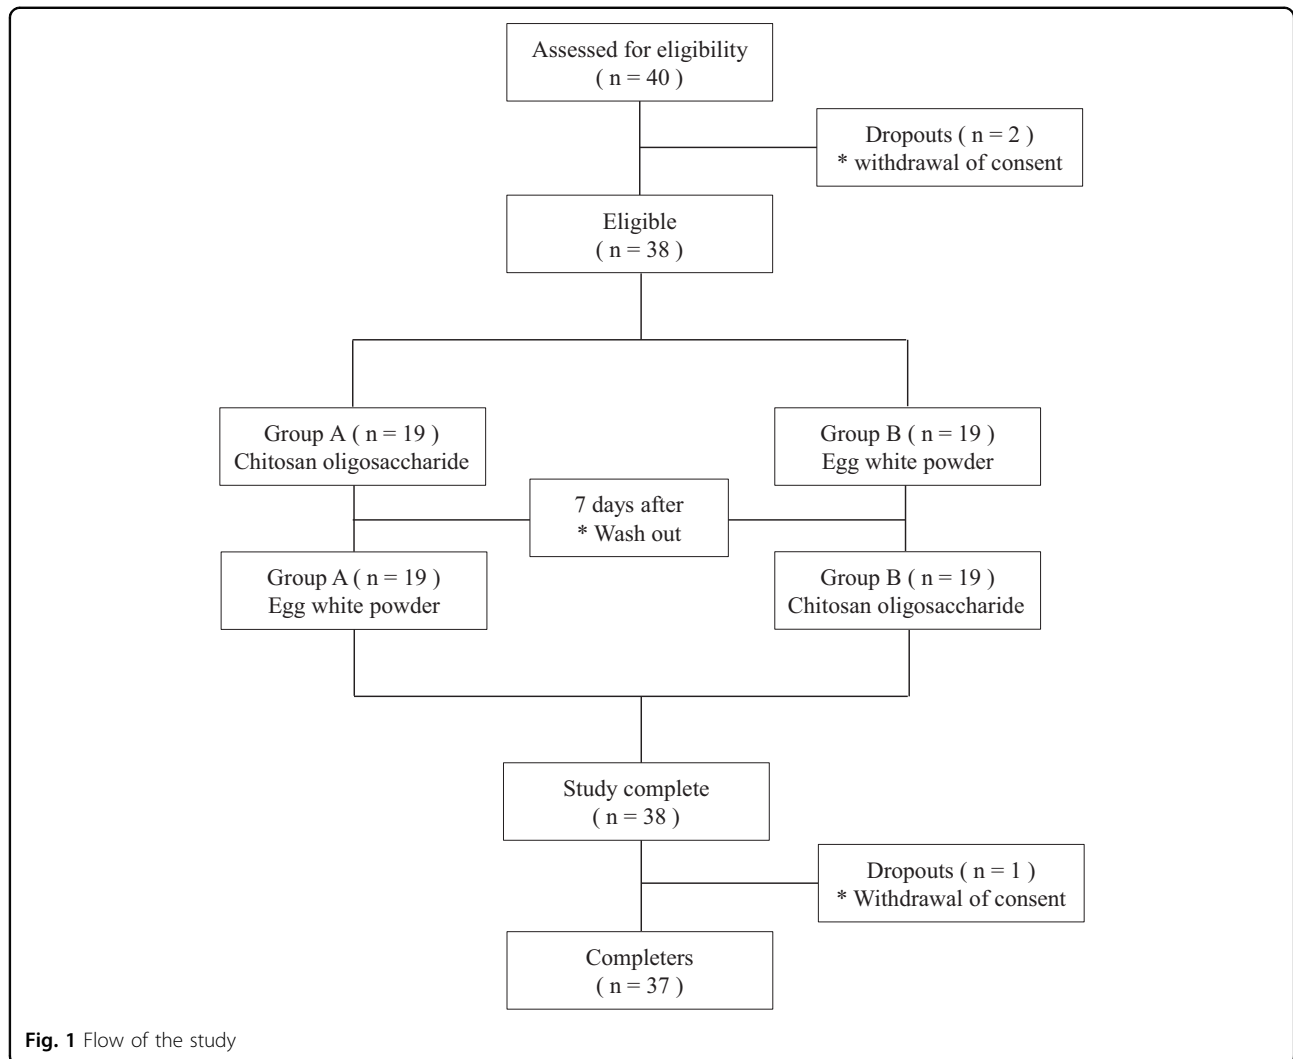 Assessed for eligibility
( n = 40 )
Dropouts ( n = 2 )
* withdrawal of consent
Eligible
( n = 38 )
Group A ( n = 19 )
Chitosan oligosaccharide
Group B ( n = 19 )
Egg white powder
7 days after
* Wash out
Group A ( n = 19 )
Egg white powder
Group B ( n = 19 )
Chitosan oligosaccharide
Study complete
( n = 38 )
Dropouts ( n = 1 )
* Withdrawal of consent
Completers
( n = 37 )
Fig. 1 Flow of the study